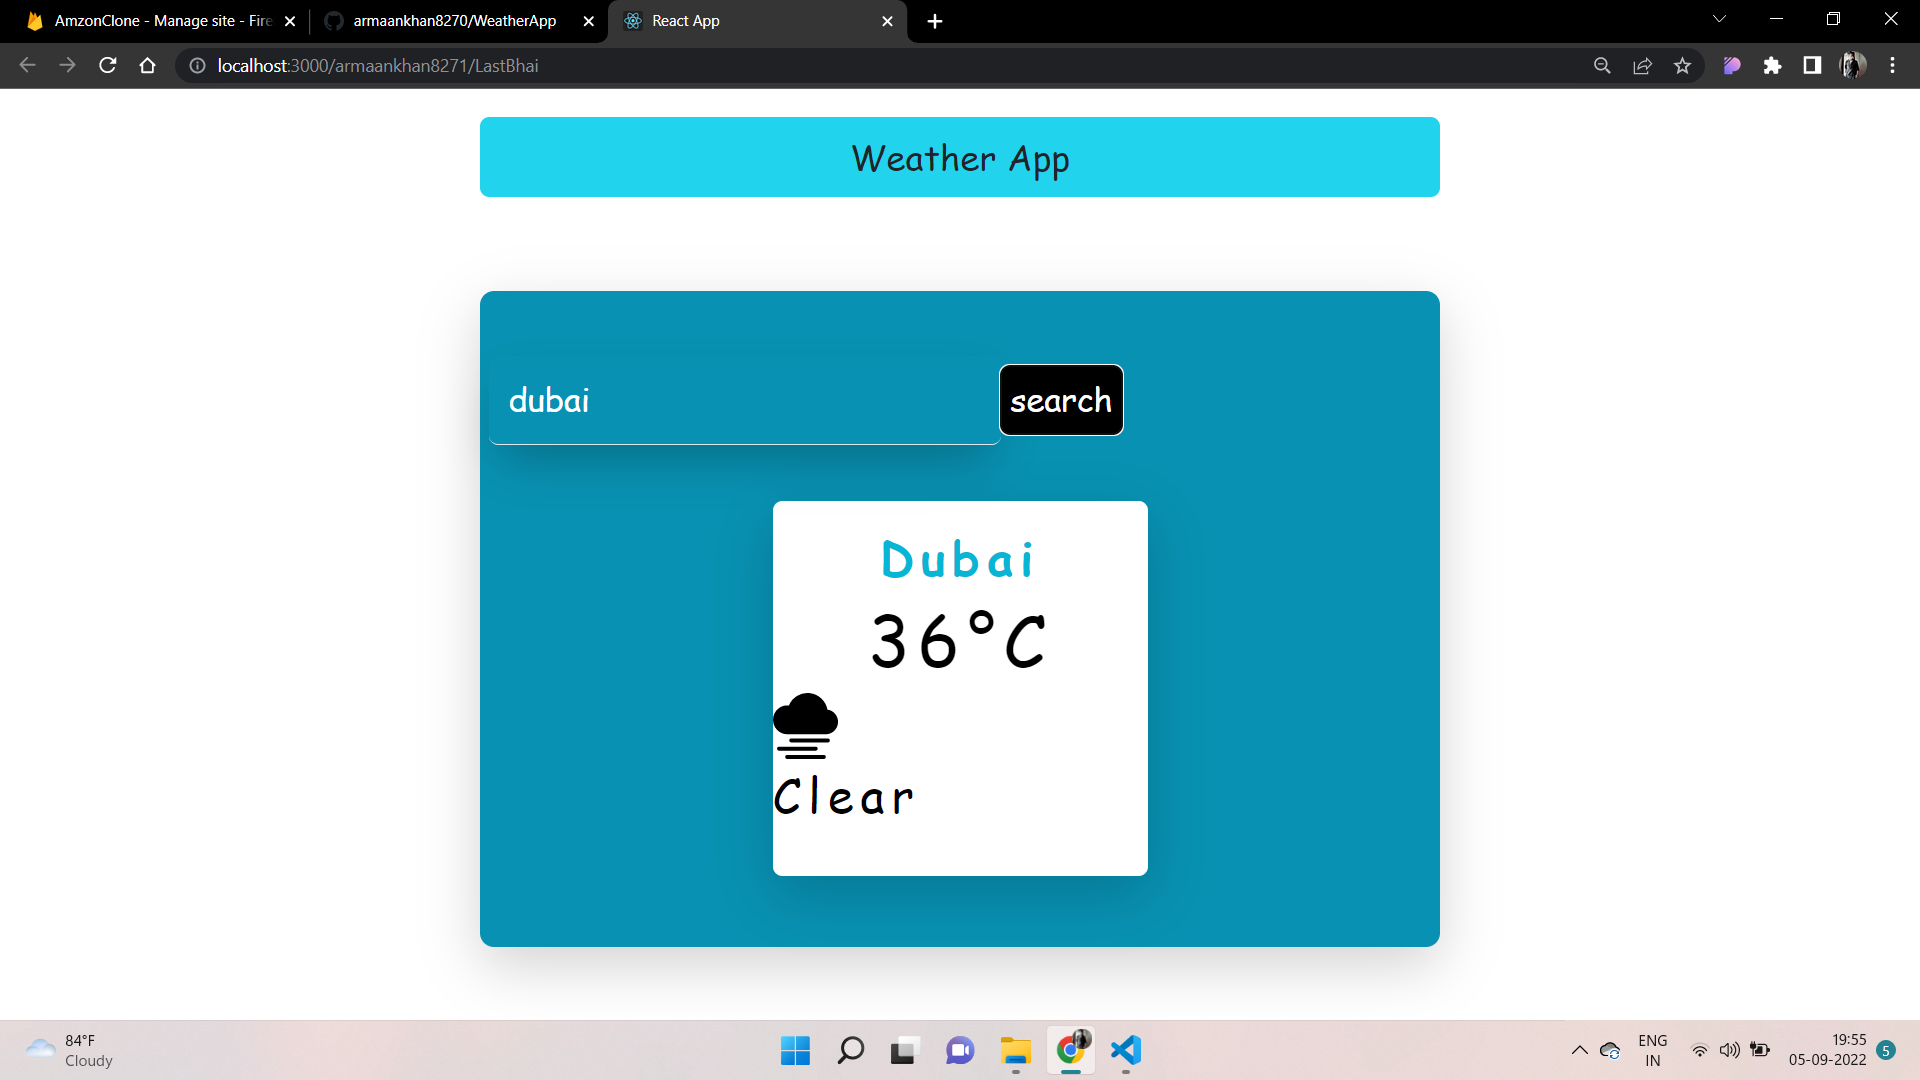 AmzonClone - Manage site - Fire
armaankhan8270/WeatherApp
React App
localhost:3000/armaankhan8271/LastBhai
Weather App
dubai
search
Dubai
36°C
Clear
84°F
Cloudy
ENG
IN
19:55
05-09-2022
5